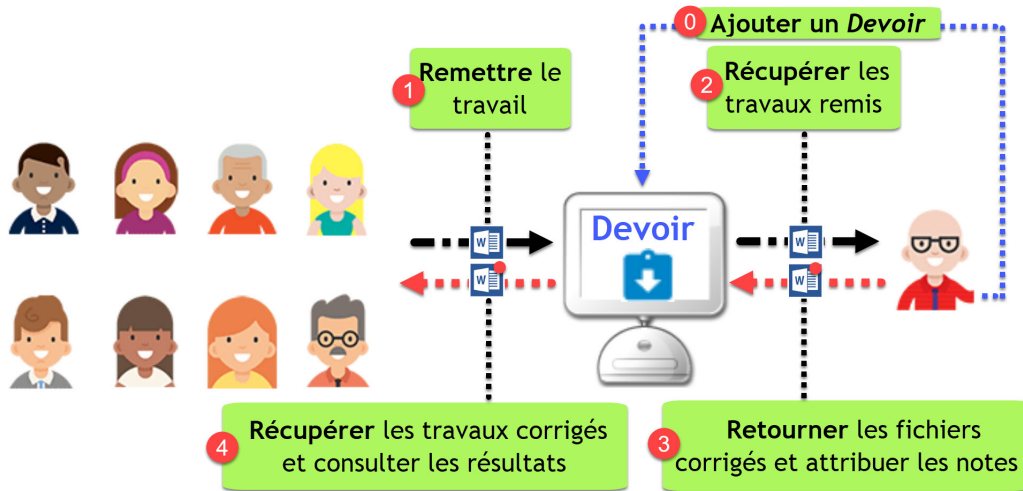 0 Ajouter un Devoir
1 Remettre le
travail
2 Récupérer les
travaux remis
Devoir
W
W
W
W
4 Récupérer les travaux corrigés
et consulter les résultats
3 Retourner les fichiers
corrigés et attribuer les notes